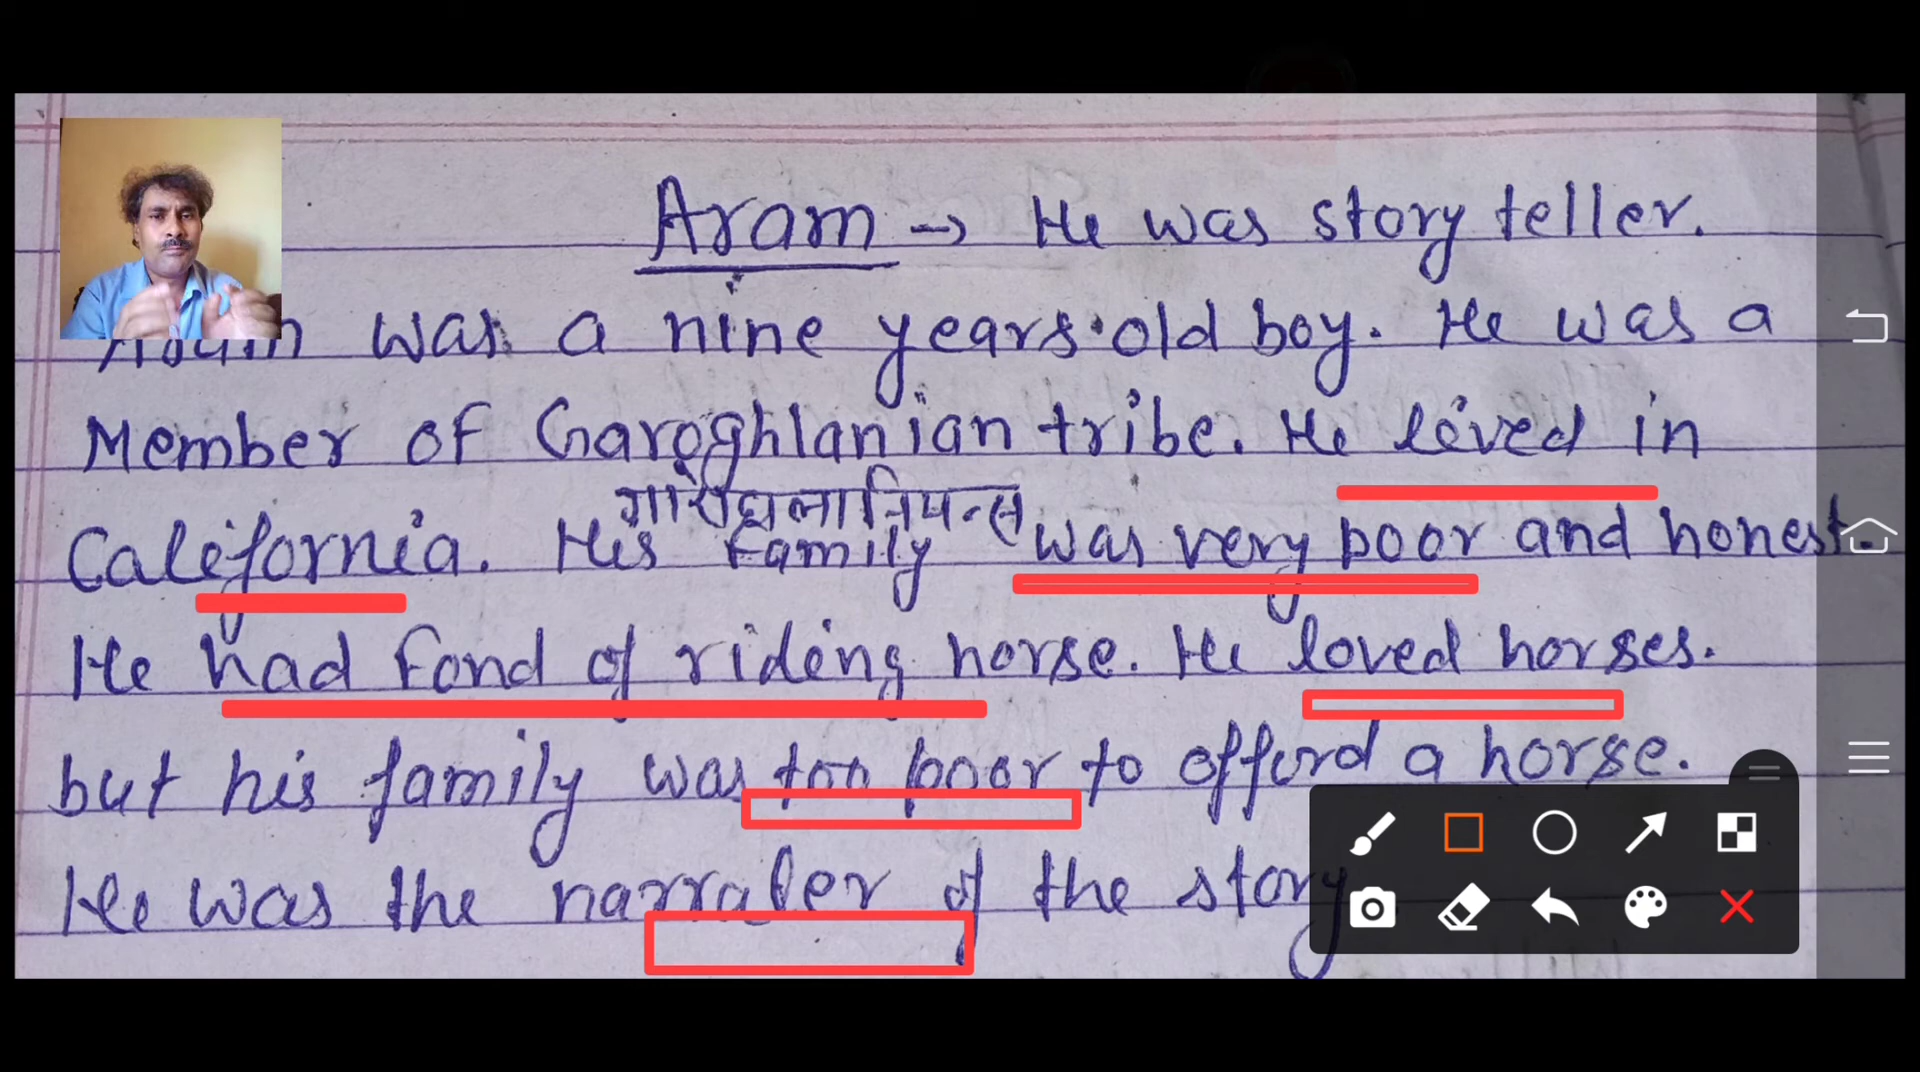 Aram → He was story teller.
was a nine years old boy. He was a
Member of Garoghlanian tribe. He lived in
गारोघलानियन्स
California. His family was very poor and honest.
He had fond of riding horse. He loved horses.
but his family was too poor to afford a horse.
He was the narrater of the story